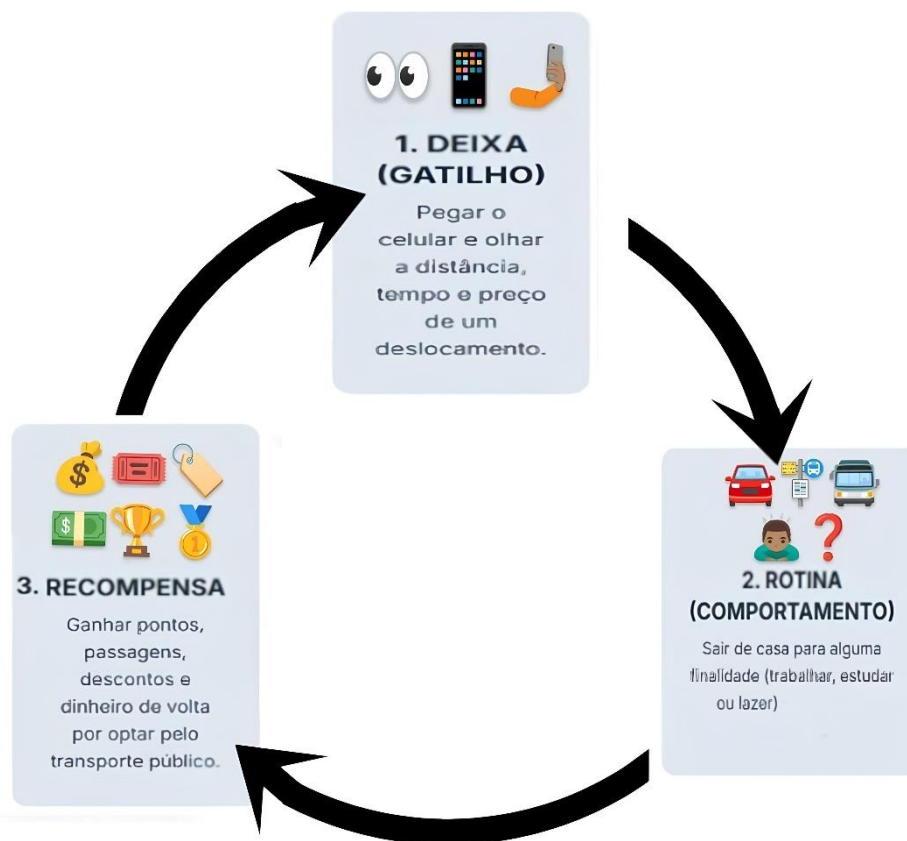 1. DEIXA
(GATILHO)
Pegar o
celular e olhar
a distância,
tempo e preço
de um
deslocamento.
2. ROTINA
(COMPORTAMENTO)
Sair de casa para alguma
finalidade (trabalhar, estudar
ou lazer)
3. RECOMPENSA
Ganhar pontos,
passagens,
descontos e
dinheiro de volta
por optar pelo
transporte público.